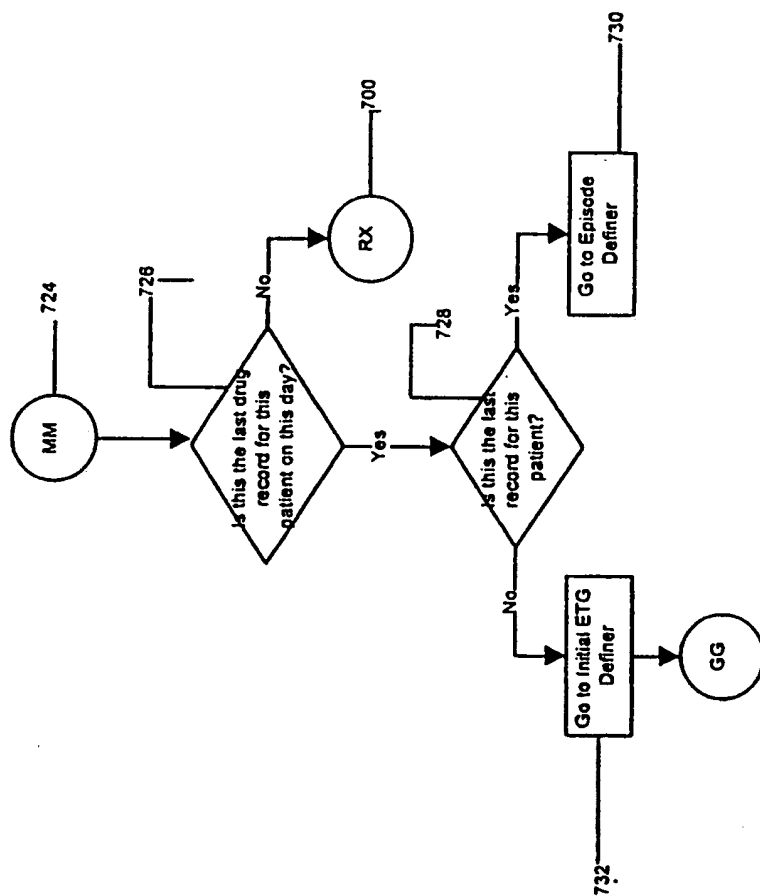 MM
724
726
Is this the last drug
record for this
patient on this day?
No
RX
700
Yes
728
Is this the last
record for this
patient?
Yes
Go to Episode
Definer
730
No
Go to Initial ETG
Definer
732
GG